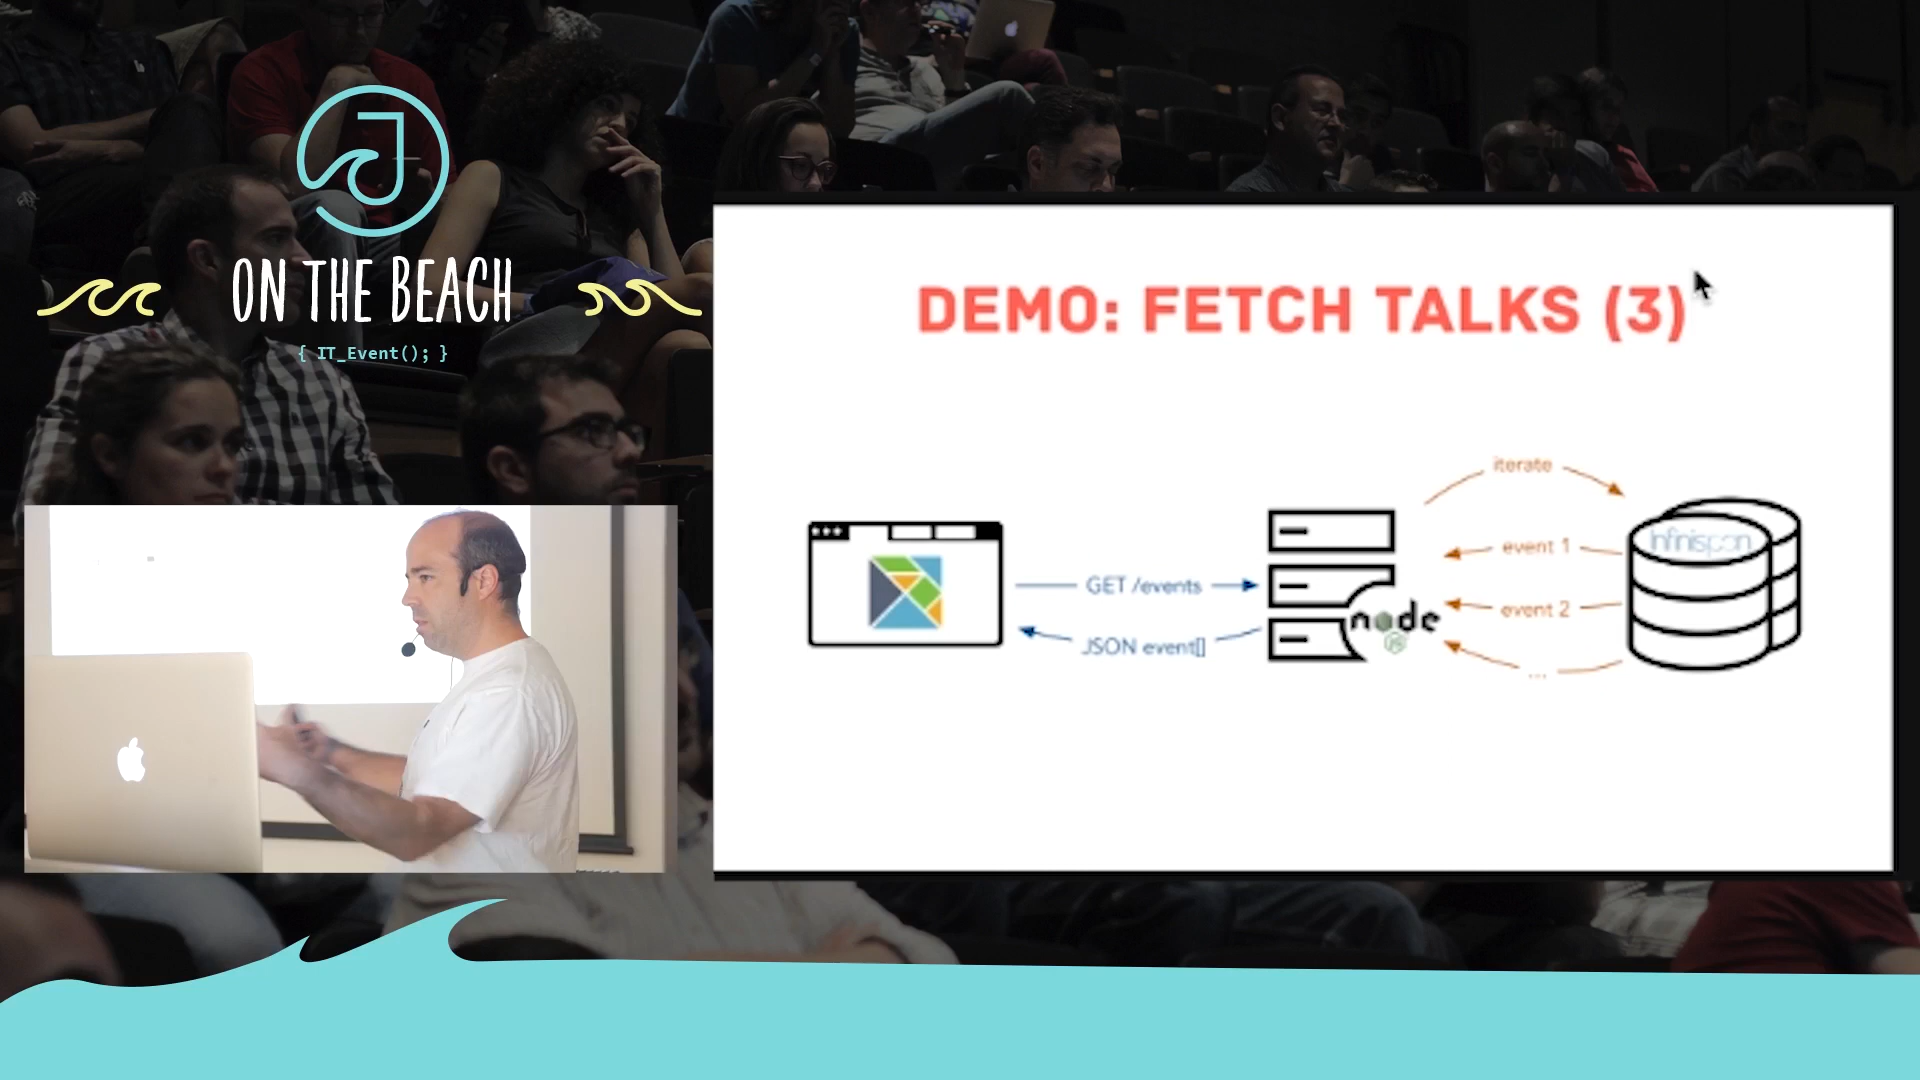 J
ON THE BEACH
{ IT_Event(); }
DEMO: FETCH TALKS (3)
iterate
Infinispan
event 1
GET /events
event 2
node
JS
JSON event[]
...